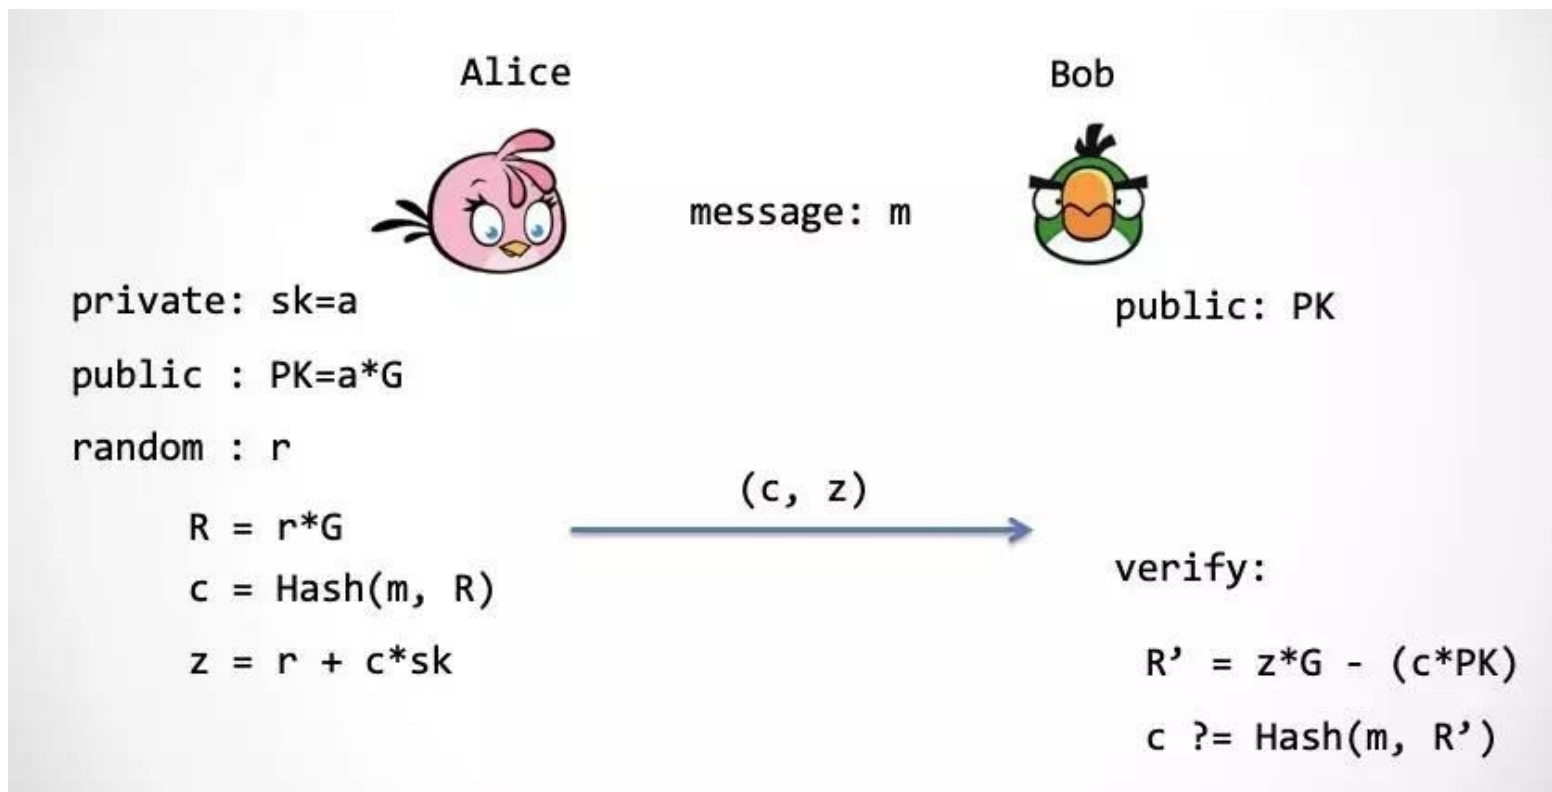 Alice
Bob
message: m
private: sk=a
public: PK
public : PK=a*G
random : r
(c, z)
R = r*G
c = Hash(m, R)
verify:
z = r + c*sk
R’ = z*G - (c*PK)
c ?= Hash(m, R’)